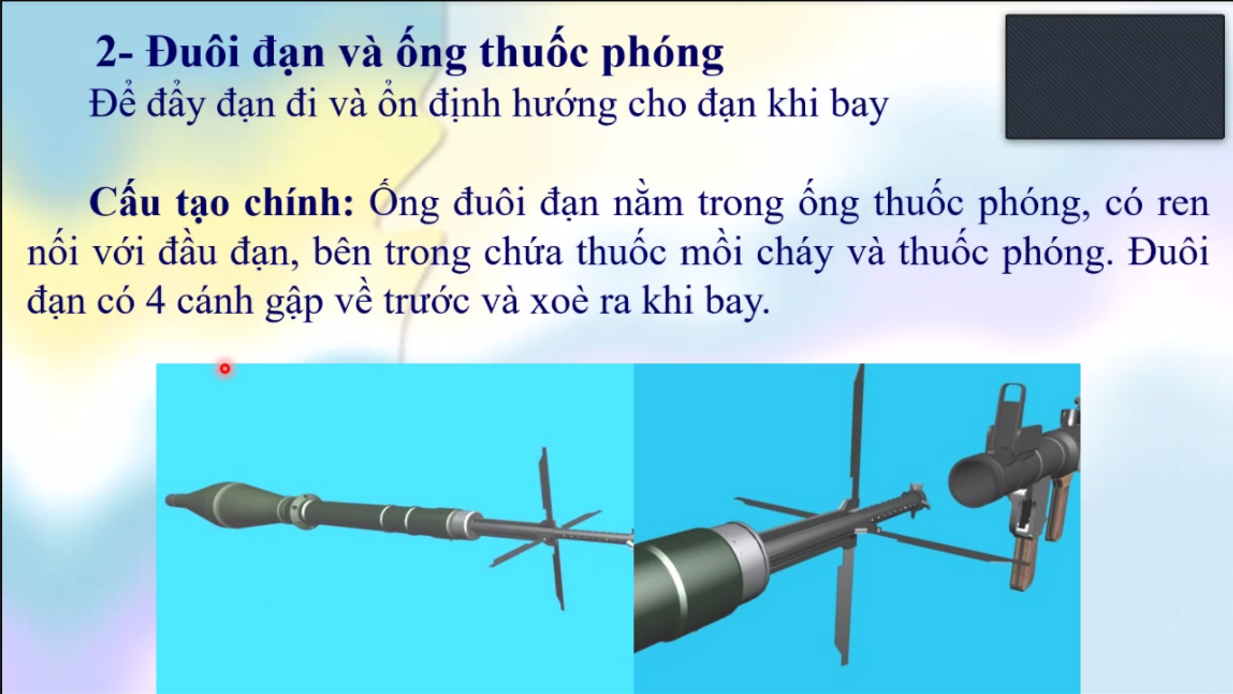 2- Đuôi đạn và ống thuốc phóng
Để đẩy đạn đi và ổn định hướng cho đạn khi bay
Cấu tạo chính: Ống đuôi đạn nằm trong ống thuốc phóng, có ren
nối với đầu đạn, bên trong chứa thuốc mồi cháy và thuốc phóng. Đuôi
đạn có 4 cánh gập về trước và xoè ra khi bay.